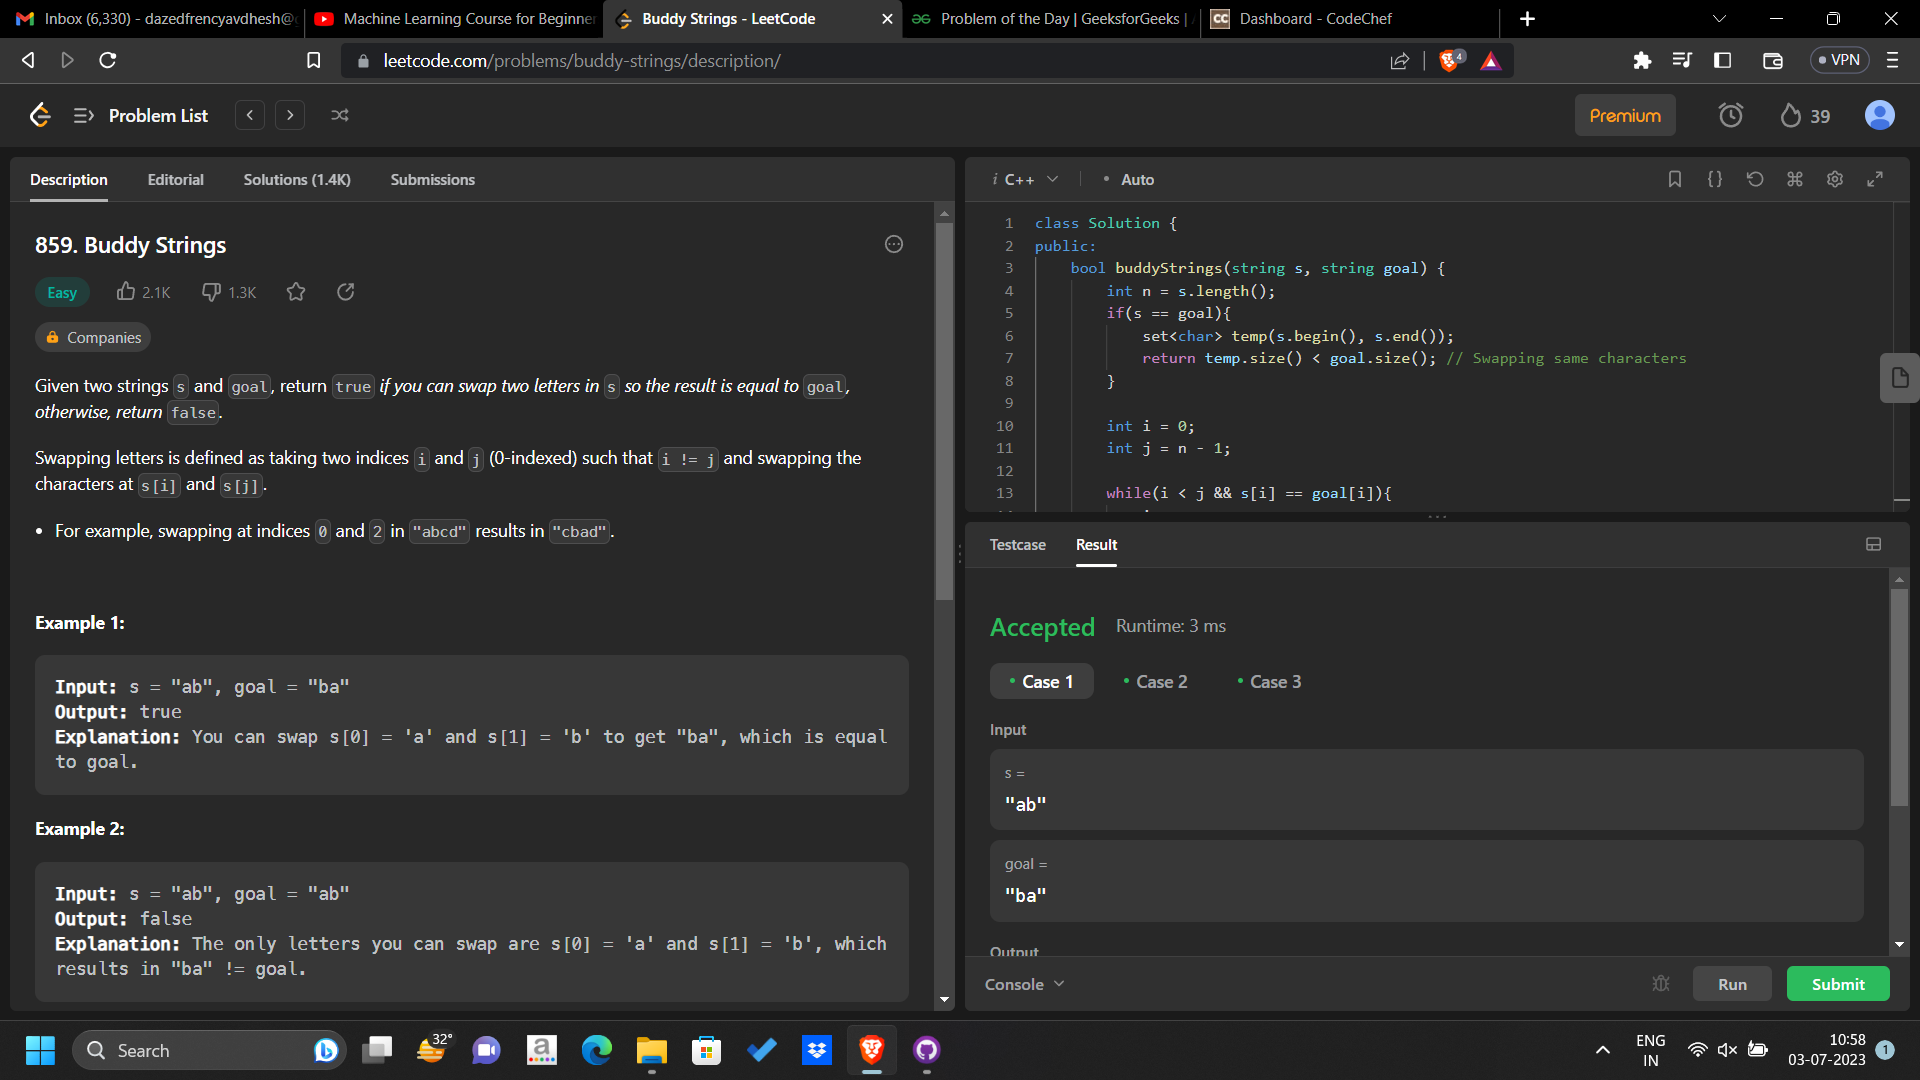 Inbox (6,330) - dazedfrencyavdhesh@
Machine Learning Course for Beginner
Buddy Strings - LeetCode
Problem of the Day | GeeksforGeeks |
CC Dashboard - CodeChef
leetcode.com/problems/buddy-strings/description/
4
VPN
Problem List
Premium
39
Description Editorial Solutions (1.4K) Submissions
859. Buddy Strings
Easy 2.1K 1.3K
Companies
Given two strings s and goal, return true if you can swap two letters in s so the result is equal to goal,
otherwise, return false.
Swapping letters is defined as taking two indices i and j (0-indexed) such that i != j and swapping the
characters at s[i] and s[j].
• For example, swapping at indices 0 and 2 in "abcd" results in "cbad".
Example 1:
Input: s = "ab", goal = "ba"
Output: true
Explanation: You can swap s[0] = 'a' and s[1] = 'b' to get "ba", which is equal
to goal.
Example 2:
Input: s = "ab", goal = "ab"
Output: false
Explanation: The only letters you can swap are s[0] = 'a' and s[1] = 'b', which
results in "ba" != goal.
i C++ • Auto
1 class Solution {
2 public:
3 bool buddyStrings(string s, string goal) {
4 int n = s.length();
5 if(s == goal){
6 set<char> temp(s.begin(), s.end());
7 return temp.size() < goal.size(); // Swapping same characters
8 }
9
10 int i = 0;
11 int j = n - 1;
12
13 while(i < j && s[i] == goal[i]){
Testcase Result
Accepted Runtime: 3 ms
• Case 1 • Case 2 • Case 3
Input
s =
"ab"
goal =
"ba"
Output
Console
Run
Submit
Search
32°
a
ENG
IN
10:58
03-07-2023
1